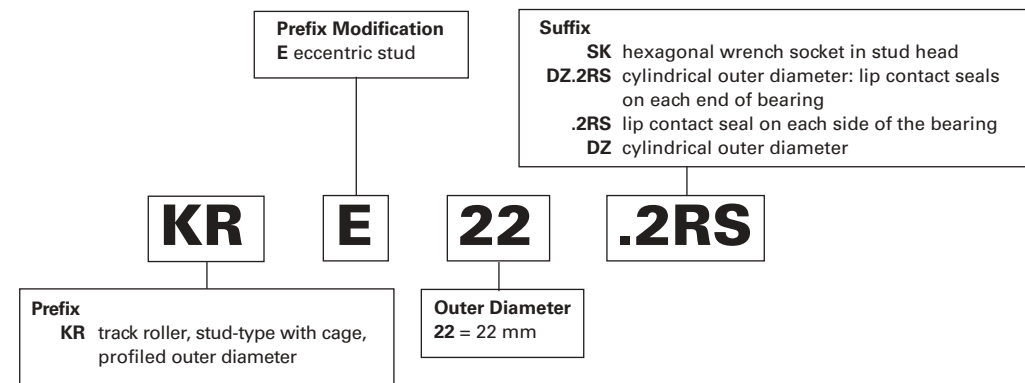 Prefix Modification
E eccentric stud
Suffix
SK hexagonal wrench socket in stud head
DZ.2RS cylindrical outer diameter: lip contact seals
on each end of bearing
.2RS lip contact seal on each side of the bearing
DZ cylindrical outer diameter
KR E 22 .2RS
Prefix
KR track roller, stud-type with cage,
profiled outer diameter
Outer Diameter
22 = 22 mm